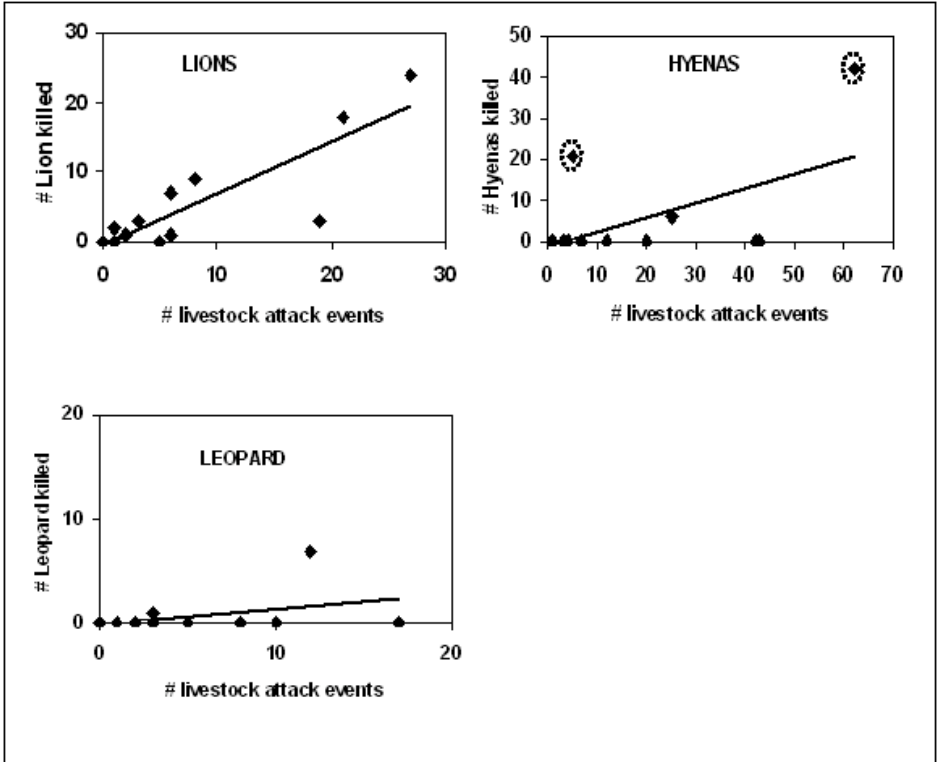 LIONS
# Lion killed
30
20
10
0
0 10 20 30
# livestock attack events
HYENAS
# Hyenas killed
50
40
30
20
10
0
0 10 20 30 40 50 60 70
# livestock attack events
LEOPARD
# Leopard killed
20
10
0
0 10 20
# livestock attack events